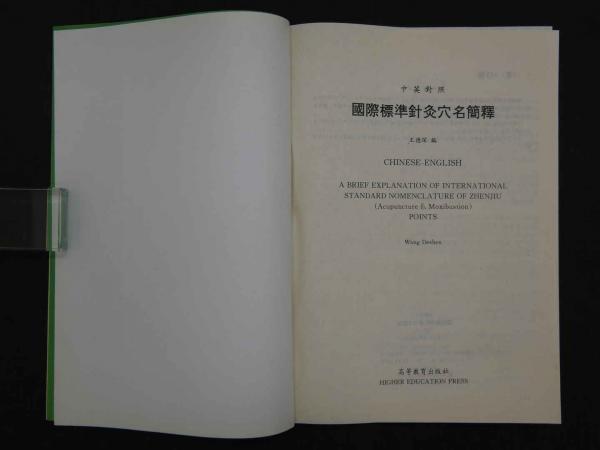 中英對照
國際標準針灸穴名簡釋
王德深 編
CHINESE-ENGLISH
A BRIEF EXPLANATION OF INTERNATIONAL
STANDARD NOMENCLATURE OF ZHENJIU
(Acupuncture & Moxibustion)
POINTS
Wang Deshen
高等教育出版社
HIGHER EDUCATION PRESS